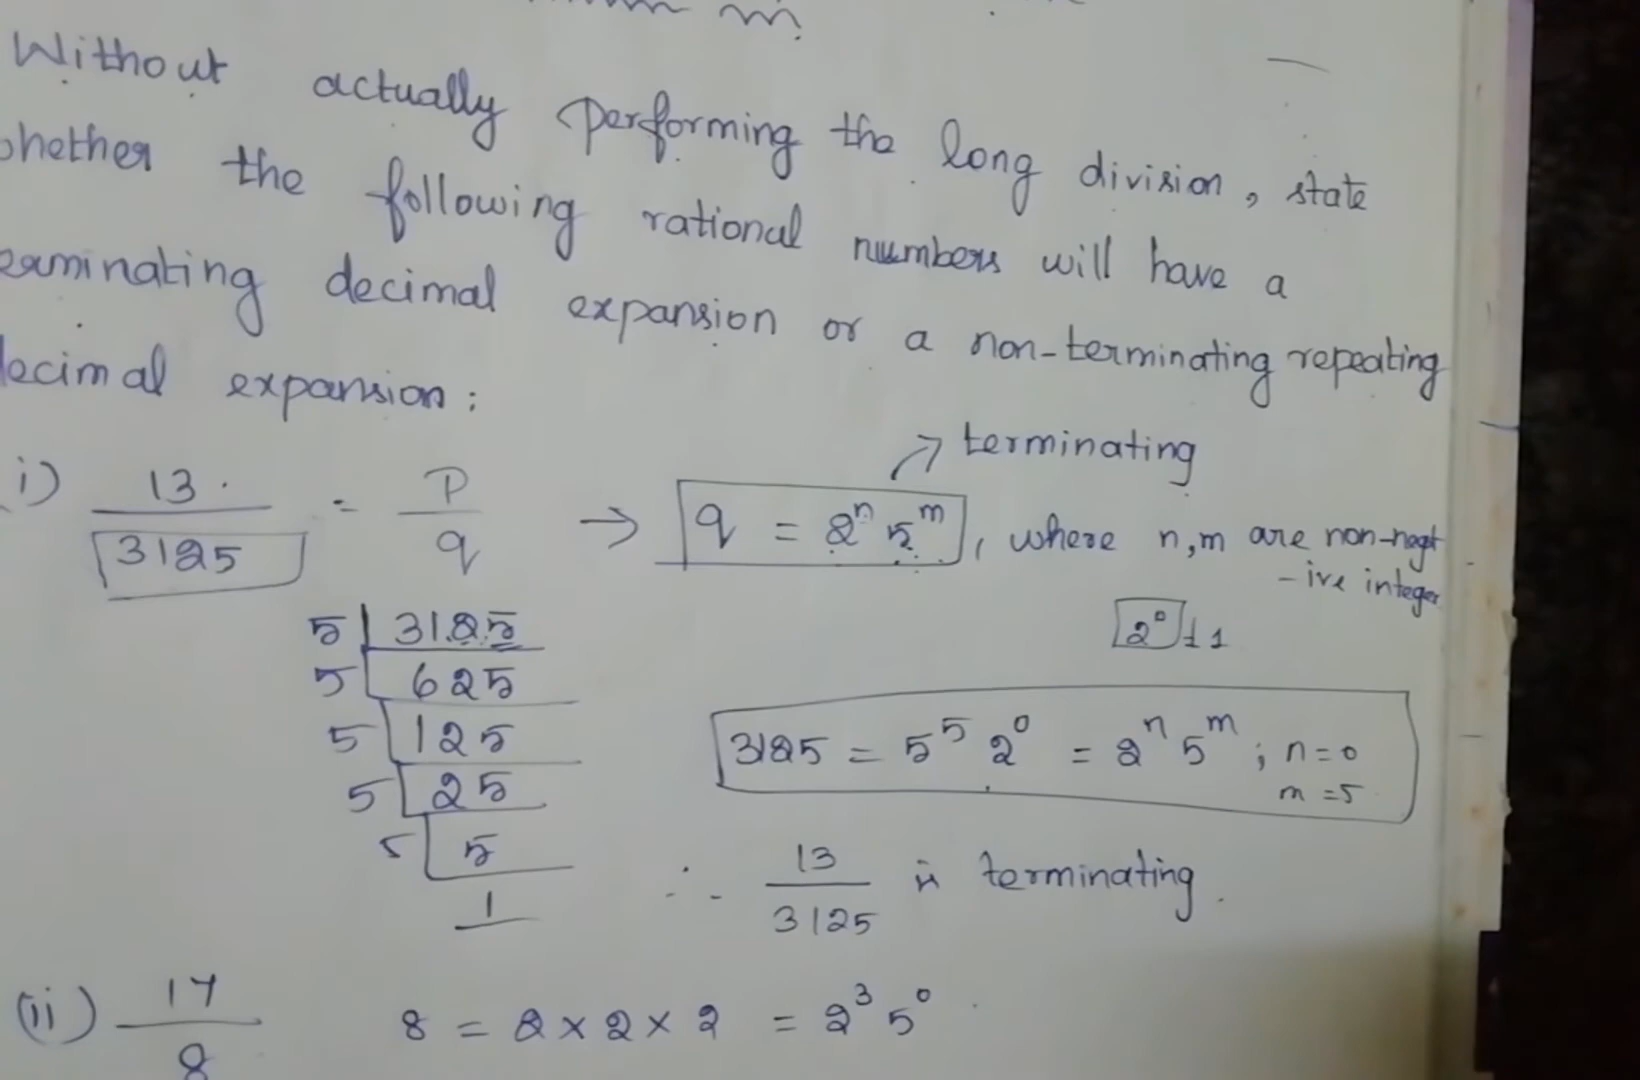 Without actually performing the long division, state
whether the following rational numbers will have a
terminating decimal expansion or a non-terminating repeating
decimal expansion:
terminating
i) 13/3125 = P/q → q = 2^n 5^m, where n,m are non-negat
-ive integer
2^0 = 1
5 | 3125
5 | 625
5 | 125
5 | 25
5 | 5
1
3125 = 5^5 2^0 = 2^n 5^m ; n=0
m=5
∴ 13/3125 is terminating.
(ii) 17/8 8 = 2 × 2 × 2 = 2^3 5^0